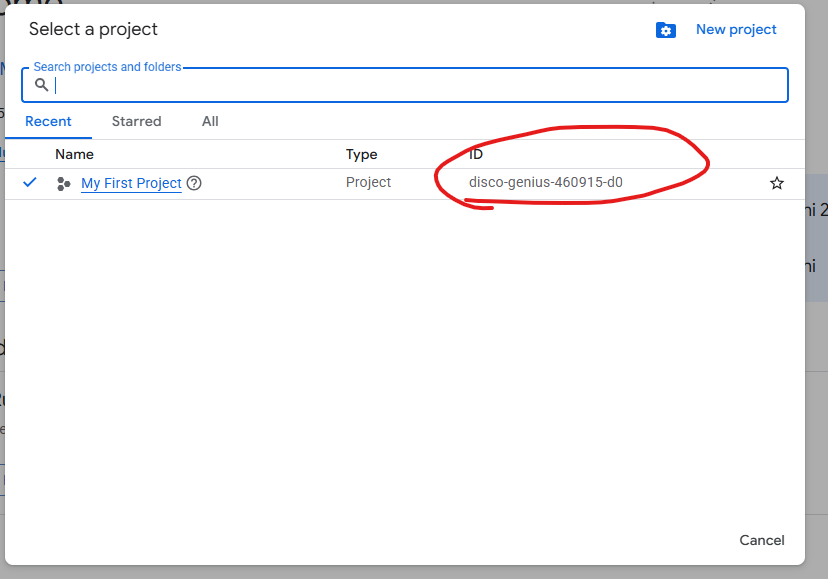 Select a project
New project
Search projects and folders
Recent Starred All
Name Type ID
My First Project Project disco-genius-460915-d0
Cancel